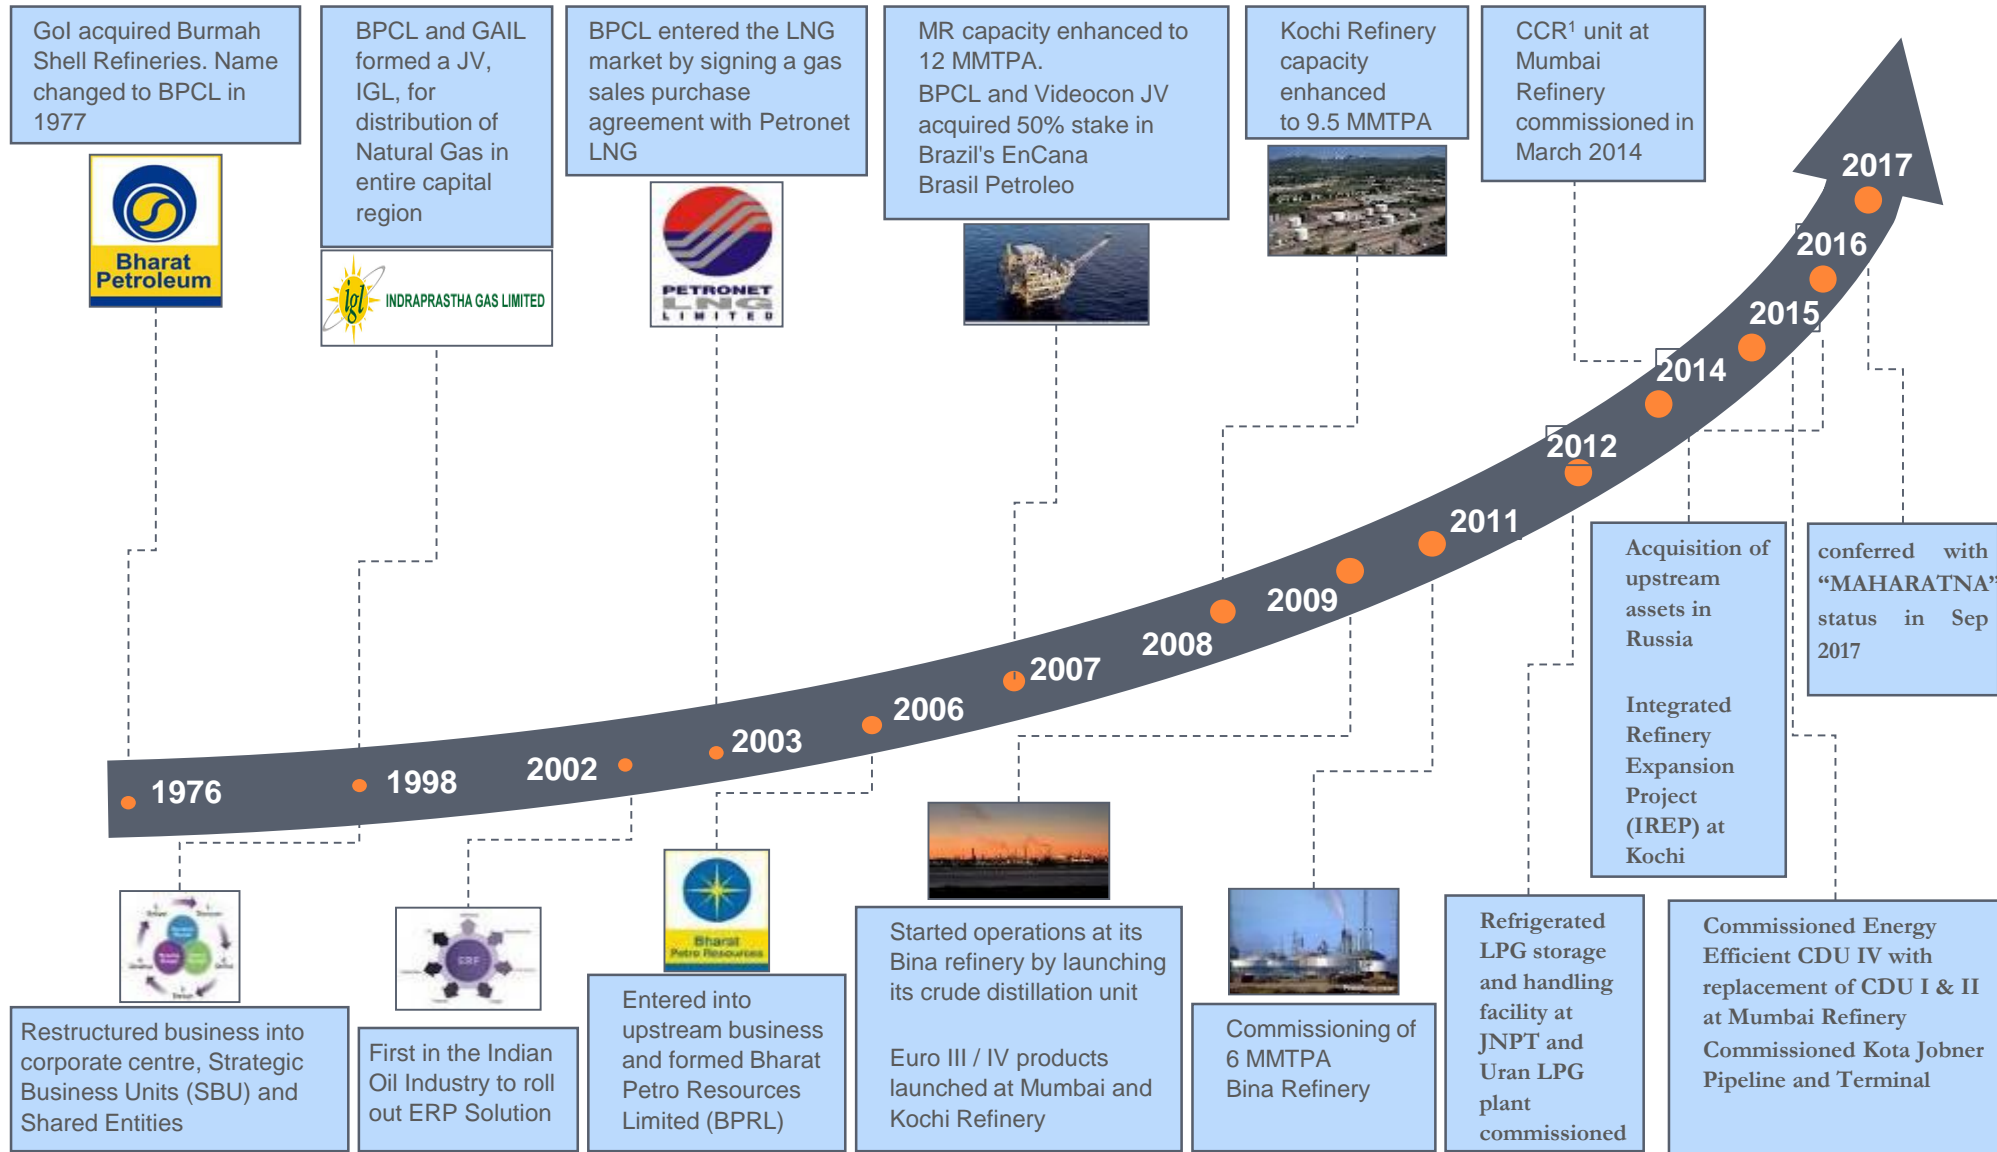 GoI acquired Burmah
Shell Refineries. Name
changed to BPCL in
1977
BPCL and GAIL
formed a JV,
IGL, for
distribution of
Natural Gas in
entire capital
region
BPCL entered the LNG
market by signing a gas
sales purchase
agreement with Petronet
LNG
MR capacity enhanced to
12 MMTPA.
BPCL and Videocon JV
acquired 50% stake in
Brazil's EnCana
Brasil Petroleo
Kochi Refinery
capacity
enhanced
to 9.5 MMTPA
CCR¹ unit at
Mumbai
Refinery
commissioned in
March 2014
Bharat
Petroleum
igl INDRAPRASTHA GAS LIMITED
PETRONET
LNG
LIMITED
2017
2016
2015
2014
2012
2011
2009
2008
2007
2006
2003
2002
1998
1976
Acquisition of
upstream
assets in
Russia
Integrated
Refinery
Expansion
Project
(IREP) at
Kochi
conferred with
“MAHARATNA”
status in Sep
2017
ERP
Bharat
Petro Resources
Restructured business into
corporate centre, Strategic
Business Units (SBU) and
Shared Entities
First in the Indian
Oil Industry to roll
out ERP Solution
Entered into
upstream business
and formed Bharat
Petro Resources
Limited (BPRL)
Started operations at its
Bina refinery by launching
its crude distillation unit
Euro III / IV products
launched at Mumbai and
Kochi Refinery
Commissioning of
6 MMTPA
Bina Refinery
Refrigerated
LPG storage
and handling
facility at
JNPT and
Uran LPG
plant
commissioned
Commissioned Energy
Efficient CDU IV with
replacement of CDU I & II
at Mumbai Refinery
Commissioned Kota Jobner
Pipeline and Terminal